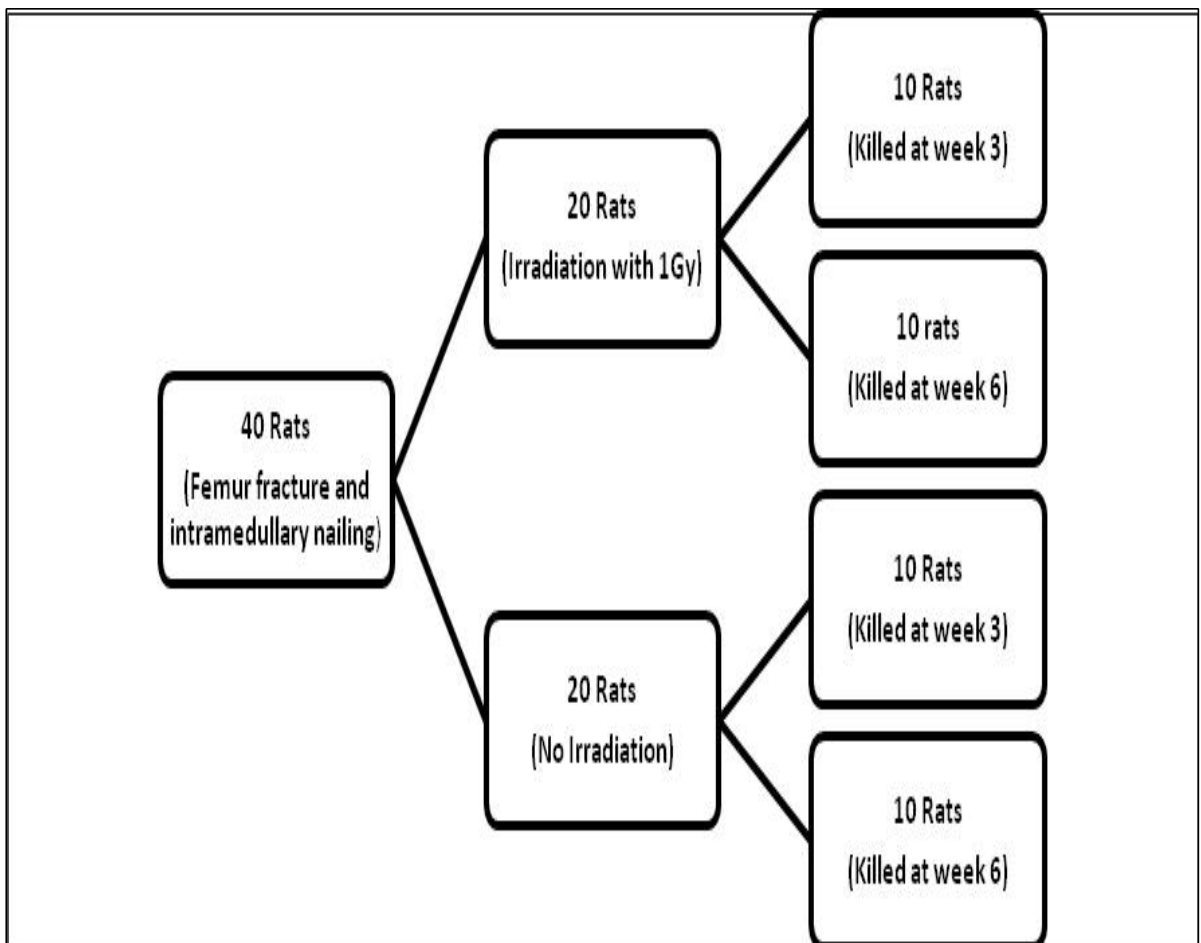 40 Rats
(Femur fracture and
intramedullary nailing)
20 Rats
(Irradiation with 1Gy)
10 Rats
(Killed at week 3)
10 rats
(Killed at week 6)
20 Rats
(No Irradiation)
10 Rats
(Killed at week 3)
10 Rats
(Killed at week 6)